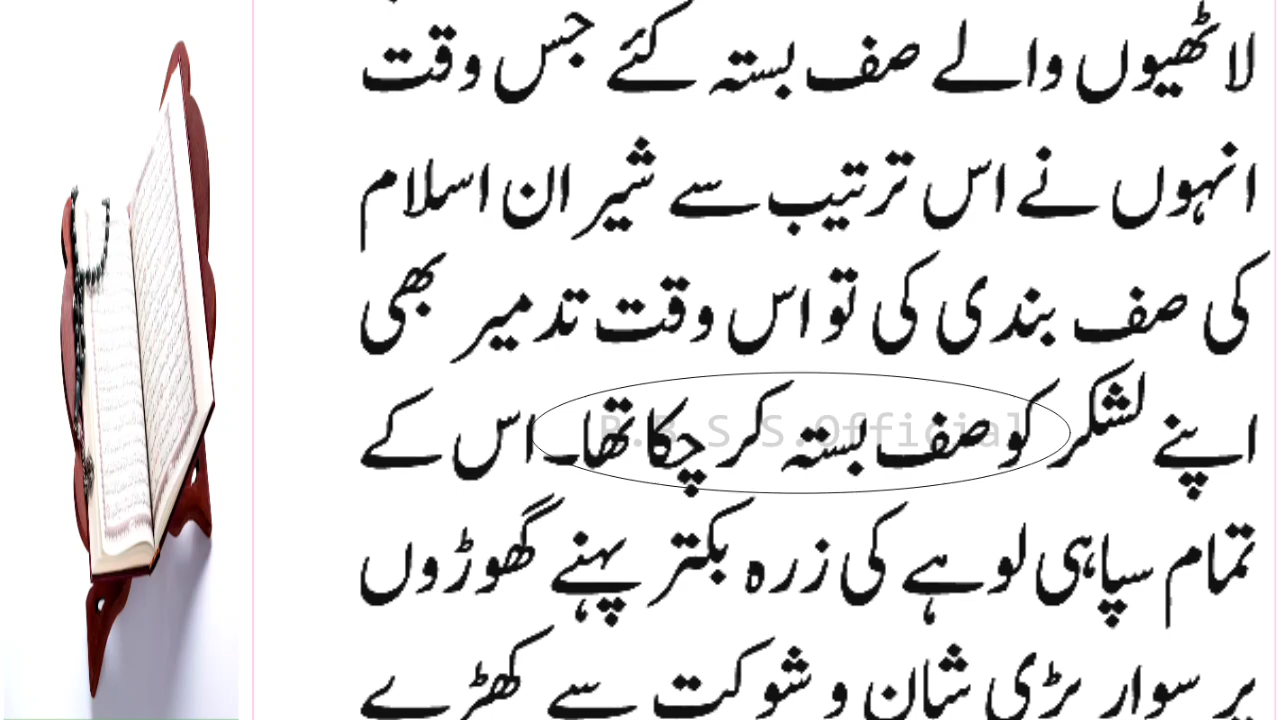 لاٹھیوں والے صف بستہ کئے جس وقت
انہوں نے اس ترتیب سے شیران اسلام
کی صف بندی کی تو اس وقت تدمیر بھی
اپنے لشکر کو صف بستہ کر چکا تھا۔ اس کے
B.B.S.S.Official
تمام سپاہی لوہے کی زرہ بکتر پہنے گھوڑوں
پر سوار بڑی شان و شوکت سے کھڑے